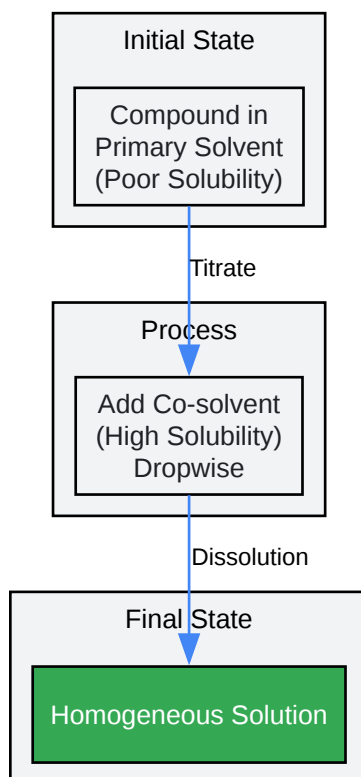 Initial State
Compound in
Primary Solvent
(Poor Solubility)
Titrate
Process
Add Co-solvent
(High Solubility)
Dropwise
Dissolution
Final State
Homogeneous Solution